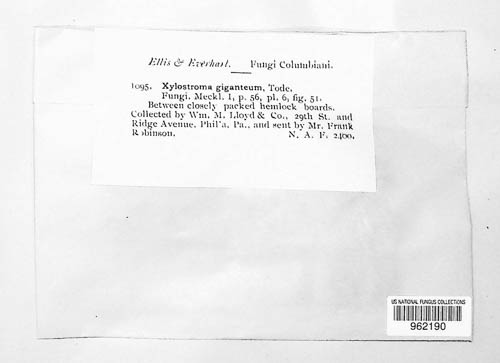 Ellis & Everhart. Fungi Columbiani.
1095. Xylostroma giganteum, Tode.
Fungi. Meckl. I, p. 56, pl. 6, fig. 51.
Between closely packed hemlock boards.
Collected by Wm. M. Lloyd & Co., 29th St. and
Ridge Avenue, Phil'a, Pa., and sent by Mr. Frank
Robinson. N. A. F. 2400.
US NATIONAL FUNGUS COLLECTIONS
962190